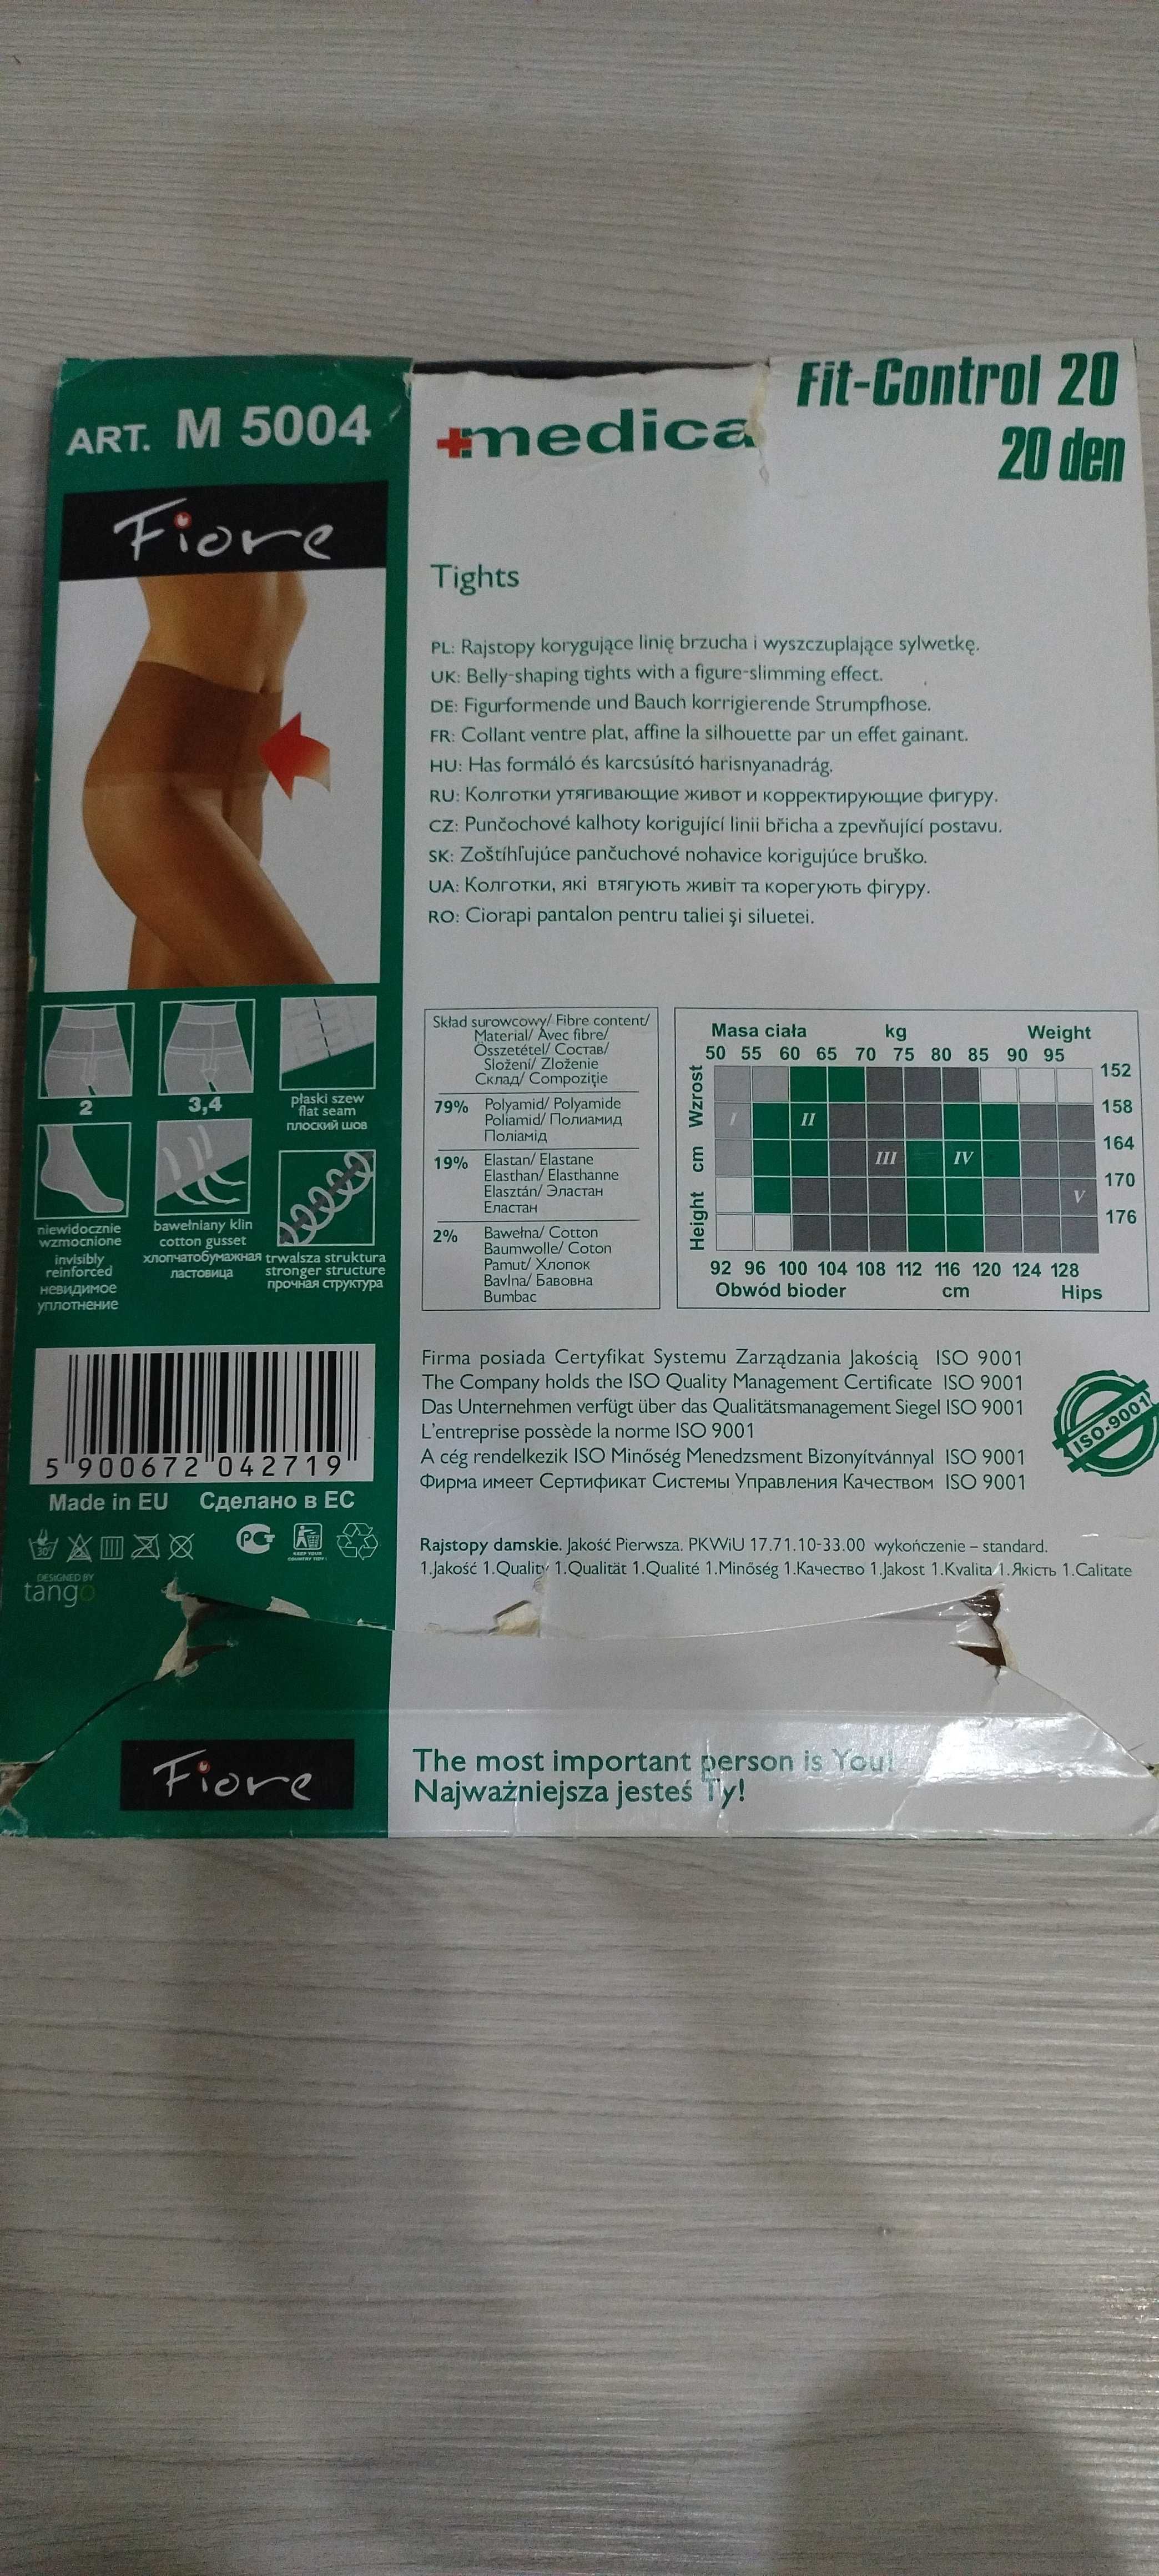 ART. M 5004
Fiore
2
3,4
płaski szew
flat seam
плоский шов
niewidocznie
wzmocnione
invisibly
reinforced
невидимое
уплотнение
bawełniany klin
cotton gusset
хлопчатобумажная
ластовица
trwalsza struktura
stronger structure
прочная структура
5 900672 042719
Made in EU Сделано в ЕС
30°
PG
KEEP YOUR
COUNTRY TIDY!
DESIGNED BY
tango
Fiore
medica
Fit-Control 20
20 den
Tights
PL: Rajstopy korygujące linię brzucha i wyszczuplające sylwetkę.
UK: Belly-shaping tights with a figure-slimming effect.
DE: Figurformende und Bauch korrigierende Strumpfhose.
FR: Collant ventre plat, affine la silhouette par un effet gainant.
HU: Has formáló és karcsúsító harisnyanadrág.
RU: Колготки утягивающие живот и корректирующие фигуру.
CZ: Punčochové kalhoty korigující linii břicha a zpevňující postavu.
SK: Zoštíhľujúce pančuchové nohavice korigujúce bruško.
UA: Колготки, які втягують живіт та корегують фігуру.
RO: Ciorapi pantalon pentru taliei şi siluetei.
Skład surowcowy/ Fibre content/
Material/ Avec fibre/
Összetétel/ Состав/
Složení/ Zloženie
Склад/ Compoziţie
79% Polyamid/ Polyamide
Poliamid/ Полиамид
Поліамід
19% Elastan/ Elastane
Elasthan/ Elasthanne
Elasztán/ Эластан
Еластан
2% Bawełna/ Cotton
Baumwolle/ Coton
Pamut/ Хлопок
Bavlna/ Бавовна
Bumbac
Masa ciała kg Weight
50 55 60 65 70 75 80 85 90 95
Wzrost cm Height
152
158
164
170
176
I
II
III
IV
V
92 96 100 104 108 112 116 120 124 128
Obwód bioder cm Hips
Firma posiada Certyfikat Systemu Zarządzania Jakością ISO 9001
The Company holds the ISO Quality Management Certificate ISO 9001
Das Unternehmen verfügt über das Qualitätsmanagement Siegel ISO 9001
L'entreprise possède la norme ISO 9001
A cég rendelkezik ISO Minőség Menedzsment Bizonyítvánnyal ISO 9001
Фирма имеет Сертификат Системы Управления Качеством ISO 9001
ISO-9001
Rajstopy damskie. Jakość Pierwsza. PKWiU 17.71.10-33.00 wykończenie – standard.
1.Jakość 1.Quality 1.Qualität 1.Qualité 1.Minőség 1.Качество 1.Jakost 1.Kvalita 1.Якість 1.Calitate
The most important person is You!
Najważniejsza jesteś Ty!